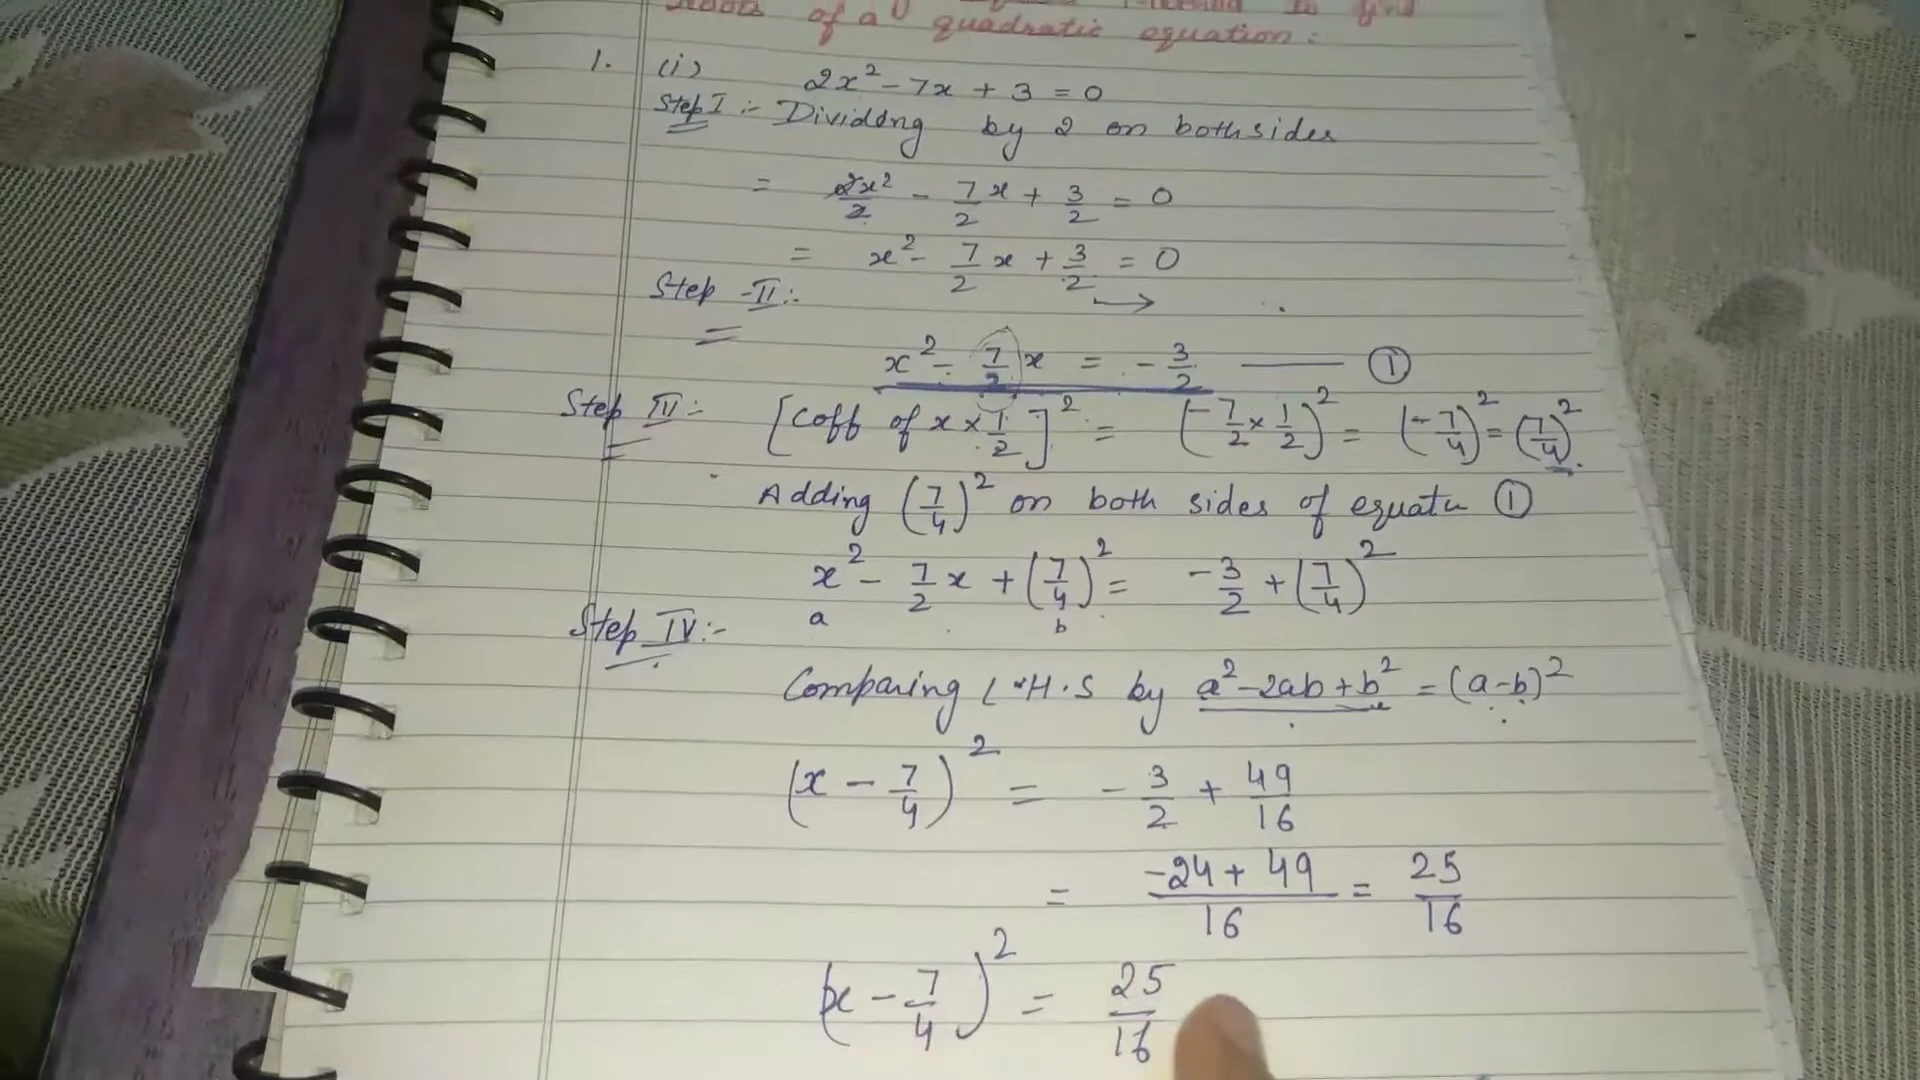 to find
roots of a quadratic equation:
1. (i) 2x² - 7x + 3 = 0
Step I :- Dividing by 2 on both sides
= 2x²/2 - 7/2 x + 3/2 = 0
= x² - 7/2 x + 3/2 = 0
Step -II:-
x² - 7/2 x = - 3/2 ——— ①
Step III:- [Coff of x × 1/2]² = (-7/2 × 1/2)² = (-7/4)² = (7/4)²
Adding (7/4)² on both sides of equatn ①
x² - 7/2 x + (7/4)² = -3/2 + (7/4)²
a b
Step IV:-
Comparing L.H.S by a² - 2ab + b² = (a-b)²
(x - 7/4)² = - 3/2 + 49/16
= -24 + 49/16 = 25/16
(x - 7/4)² = 25/16